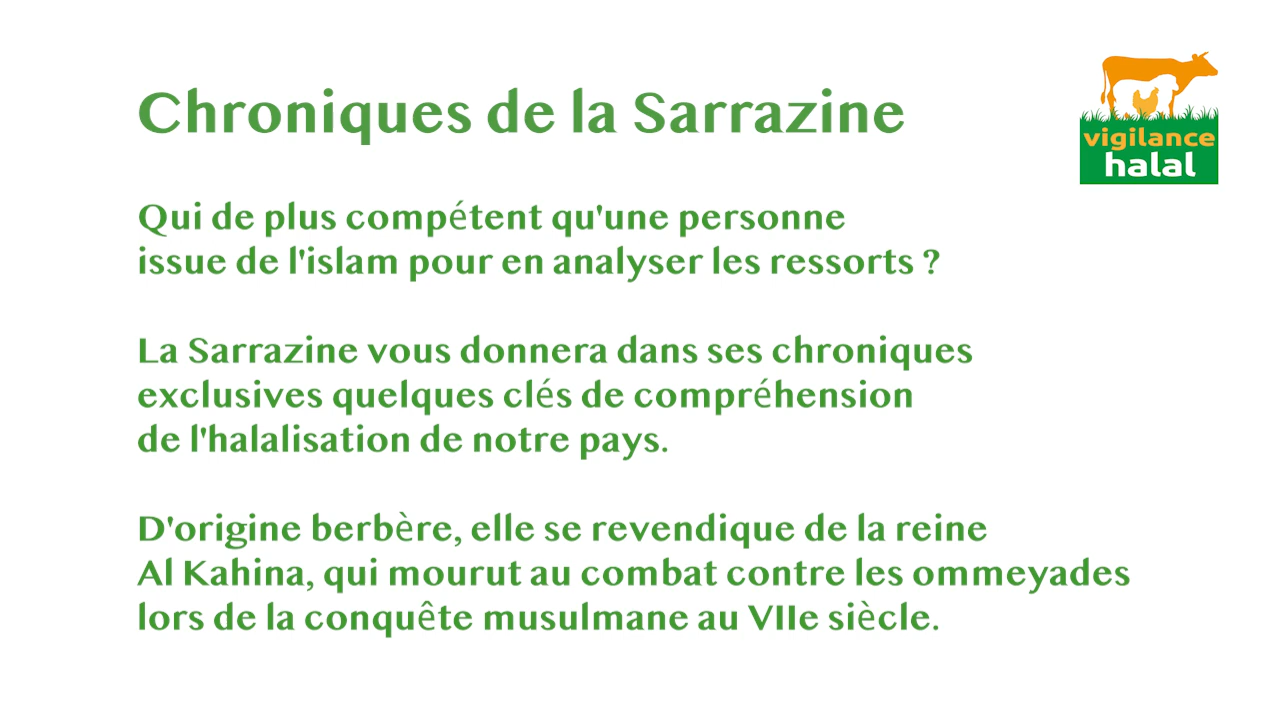 Chroniques de la Sarrazine
vigilance
halal
Qui de plus compétent qu'une personne
issue de l'islam pour en analyser les ressorts ?
La Sarrazine vous donnera dans ses chroniques
exclusives quelques clés de compréhension
de l'halalisation de notre pays.
D'origine berbère, elle se revendique de la reine
Al Kahina, qui mourut au combat contre les ommeyades
lors de la conquête musulmane au VIIe siècle.